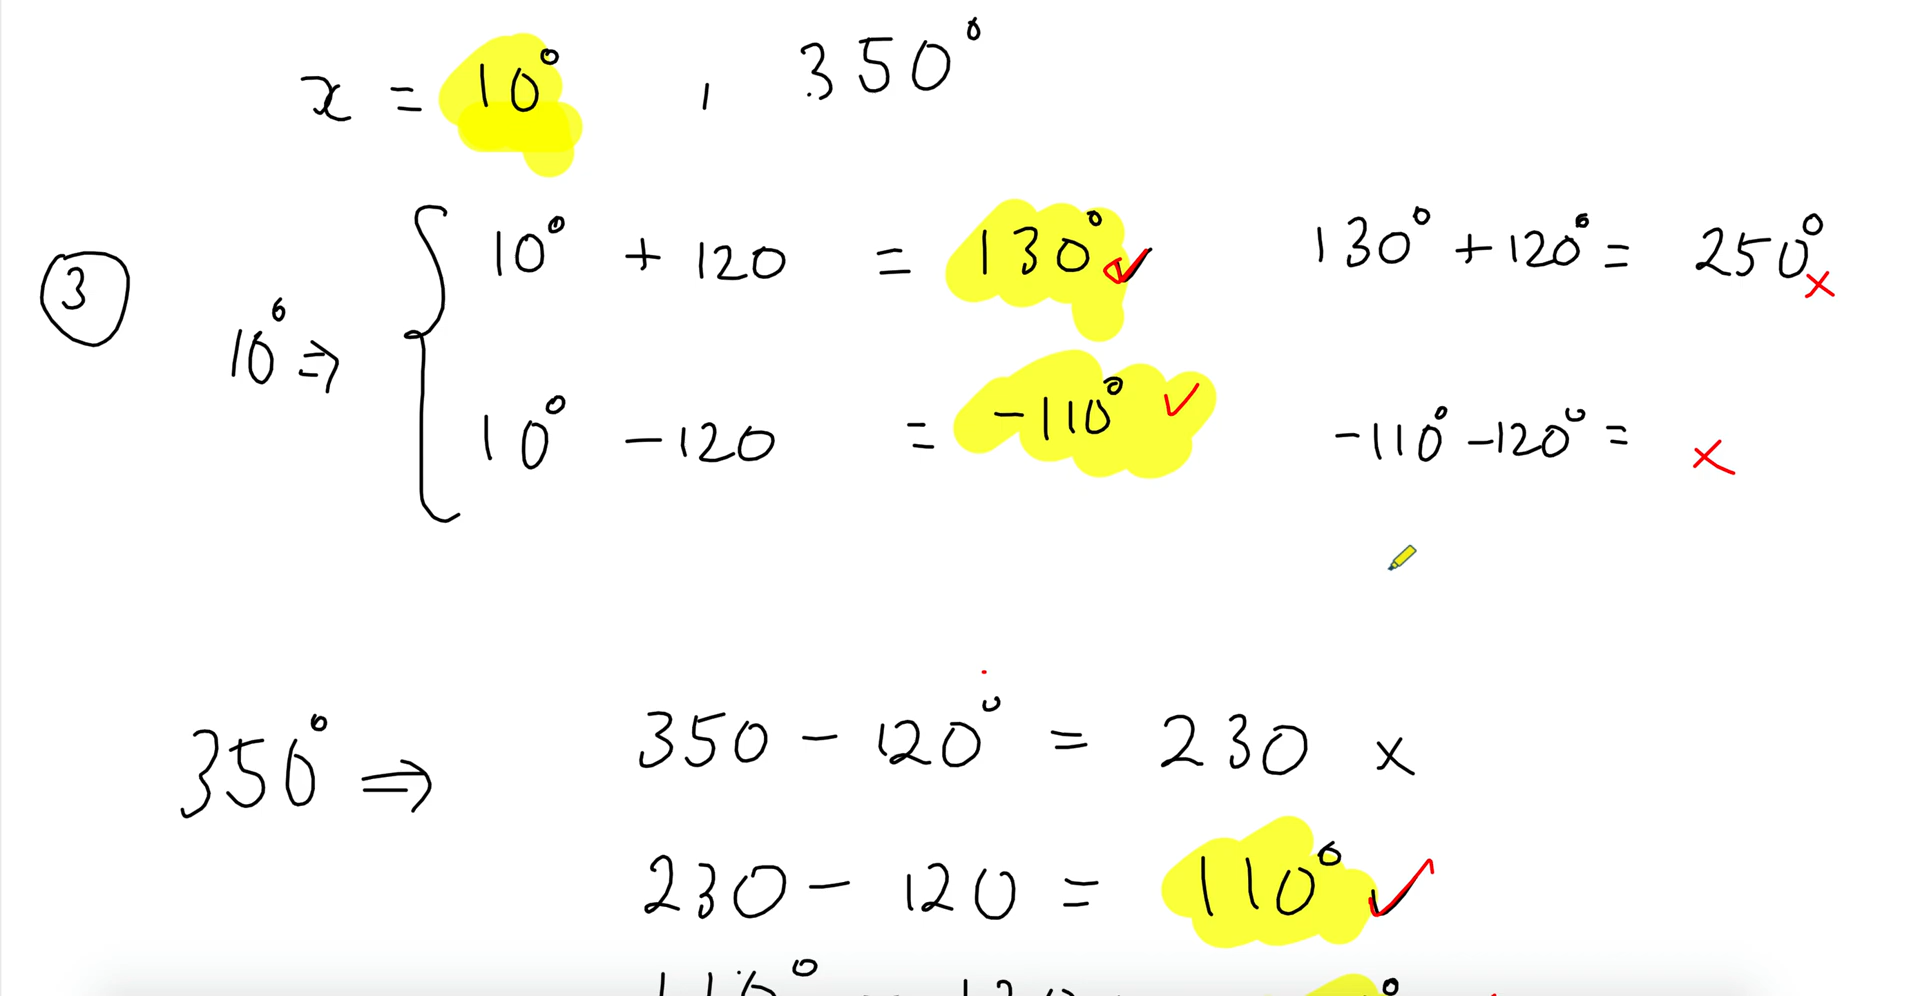 x = 10° , 350°
③
10° ⇒
10° + 120 = 130° ✓ 130° + 120° = 250° ×
10° - 120 = -110° ✓ -110° - 120° = ×
350° ⇒ 350 - 120° = 230 ×
230 - 120 = 110° ✓